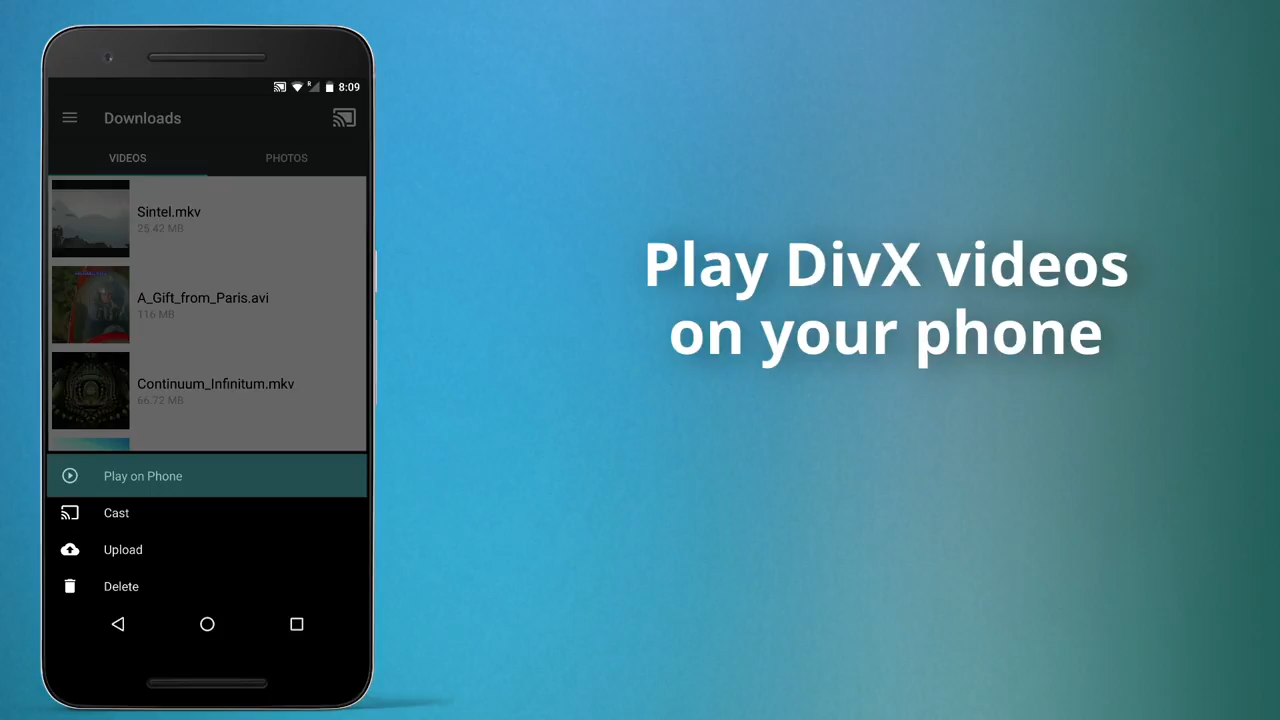 R
8:09
Downloads
VIDEOS
PHOTOS
Sintel.mkv
25.42 MB
A_Gift_from_Paris.avi
116 MB
Continuum_Infinitum.mkv
66.72 MB
Play on Phone
Cast
Upload
Delete
Play DivX videos
on your phone